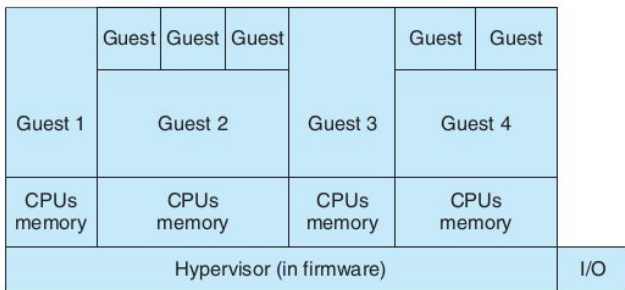 Guest Guest Guest Guest Guest
Guest 1 Guest 2 Guest 3 Guest 4
CPUs CPUs CPUs CPUs
memory memory memory memory
Hypervisor (in firmware) I/O